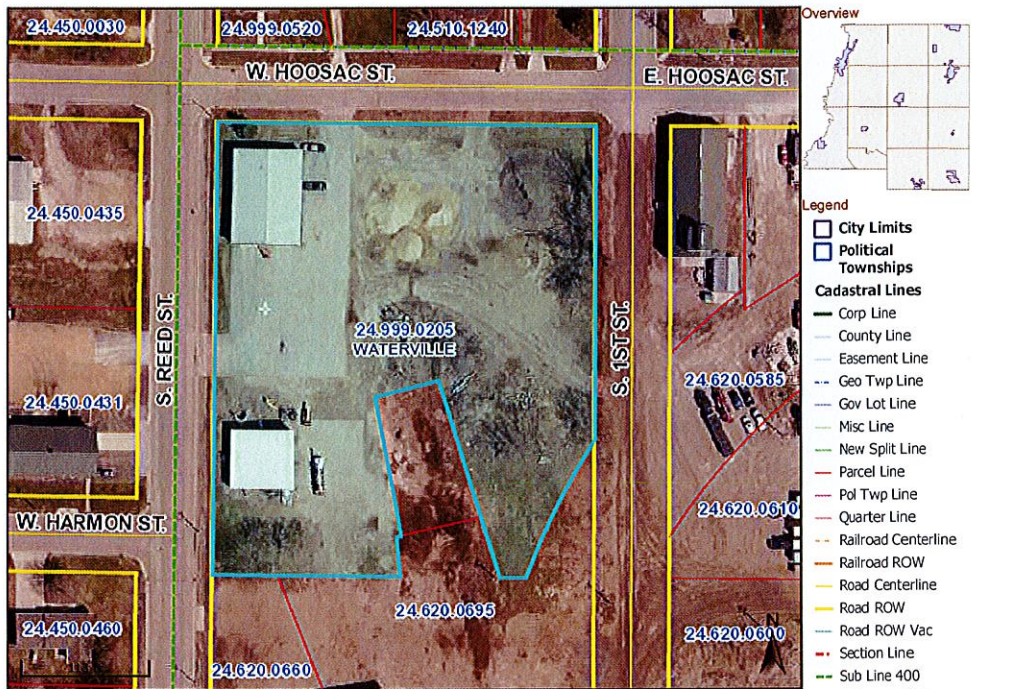 Overview
24.450.0030
24.999.0520
24.510.1240
W. HOOSAC ST.
E. HOOSAC ST.
24.450.0435
S. REED ST.
24.999.0205
WATERVILLE
S. 1ST ST.
24.620.0585
24.450.0431
24.620.0610
W. HARMON ST.
24.620.0695
24.450.0460
24.620.0660
24.620.0600
N
Legend
City Limits
Political
Townships
Cadastral Lines
Corp Line
County Line
Easement Line
Geo Twp Line
Gov Lot Line
Misc Line
New Split Line
Parcel Line
Pol Twp Line
Quarter Line
Railroad Centerline
Railroad ROW
Road Centerline
Road ROW
Road ROW Vac
Section Line
Sub Line 400